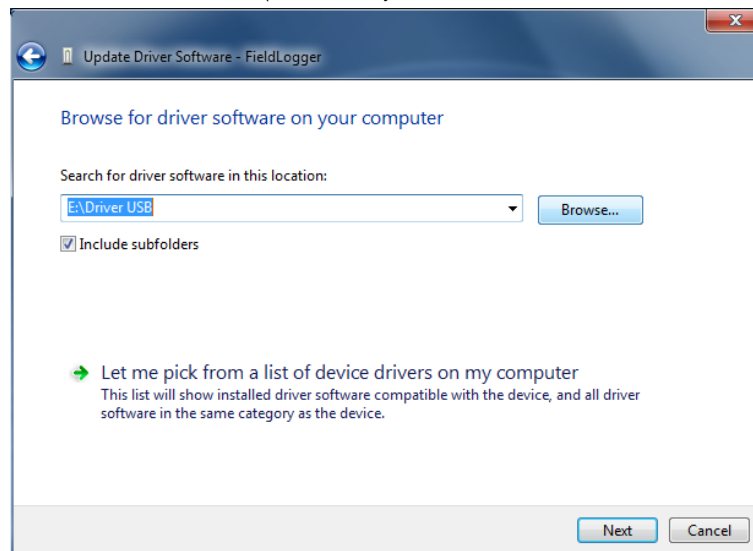 Update Driver Software - FieldLogger
Browse for driver software on your computer
Search for driver software in this location:
E:\Driver USB
Browse...
Include subfolders
Let me pick from a list of device drivers on my computer
This list will show installed driver software compatible with the device, and all driver
software in the same category as the device.
Next
Cancel